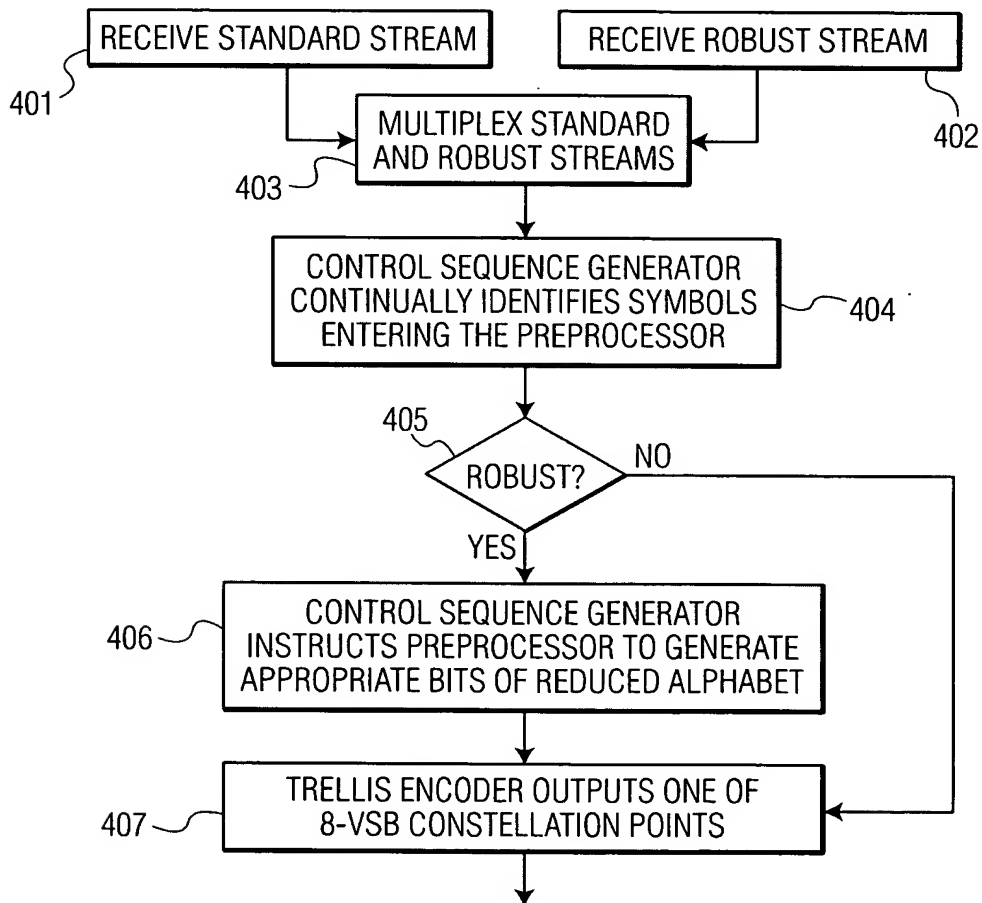 RECEIVE STANDARD STREAM
RECEIVE ROBUST STREAM
401
402
MULTIPLEX STANDARD
AND ROBUST STREAMS
403
CONTROL SEQUENCE GENERATOR
CONTINUALLY IDENTIFIES SYMBOLS
ENTERING THE PREPROCESSOR
404
405
ROBUST?
NO
YES
CONTROL SEQUENCE GENERATOR
INSTRUCTS PREPROCESSOR TO GENERATE
APPROPRIATE BITS OF REDUCED ALPHABET
406
TRELLIS ENCODER OUTPUTS ONE OF
8-VSB CONSTELLATION POINTS
407